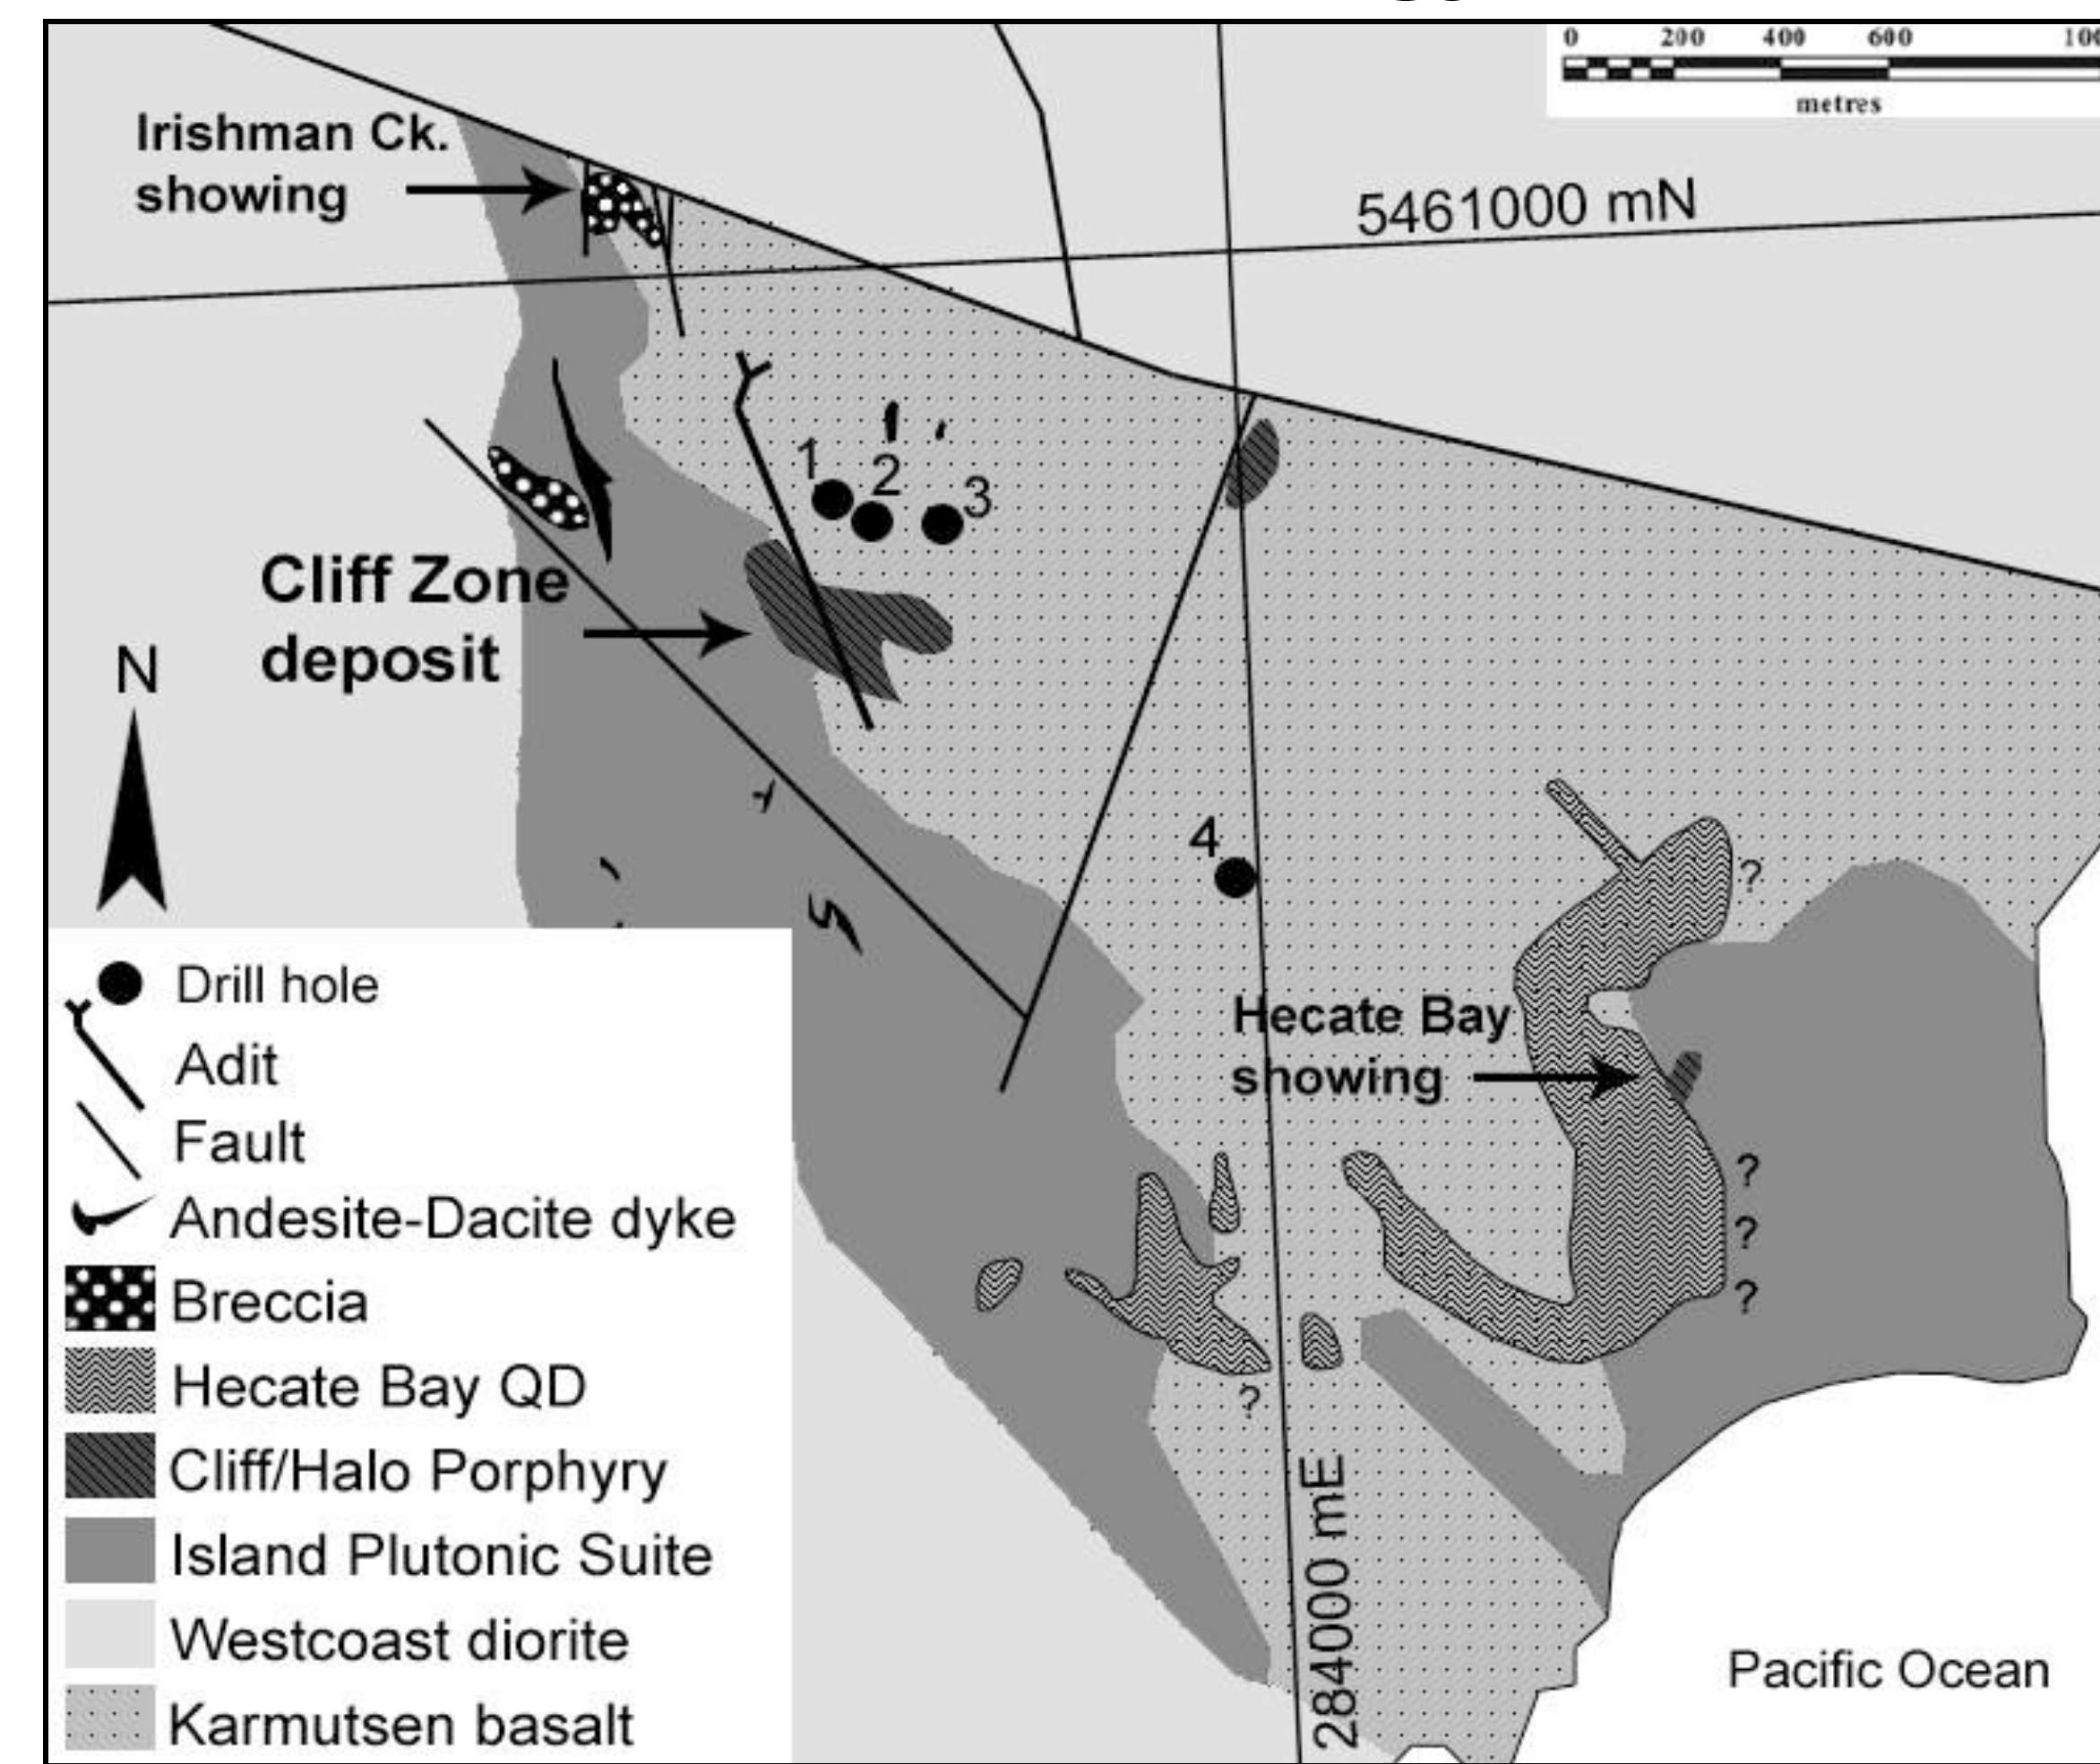 0 200 400 600 100
metres
Irishman Ck.
showing
5461000 mN
1
2
3
Cliff Zone
deposit
N
4
?
Hecate Bay
showing
?
?
?
?
284000 mE
Pacific Ocean
Drill hole
Adit
Fault
Andesite-Dacite dyke
Breccia
Hecate Bay QD
Cliff/Halo Porphyry
Island Plutonic Suite
Westcoast diorite
Karmutsen basalt